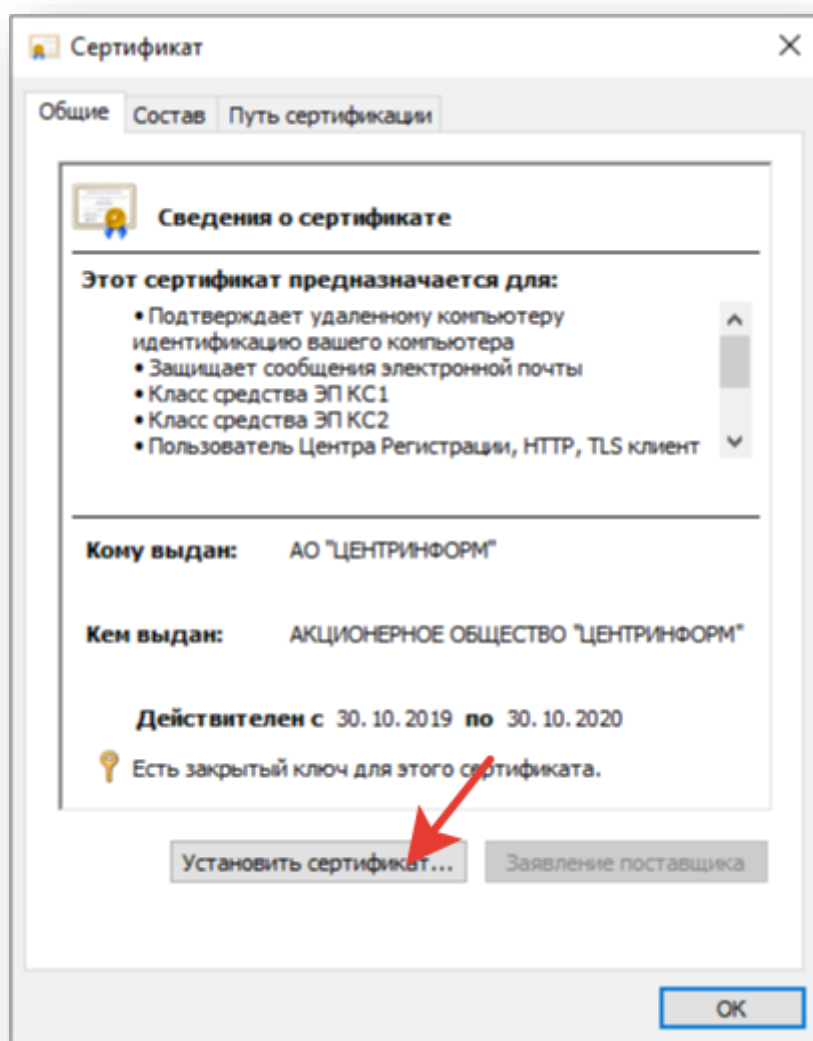 Сертификат
Общие Состав Путь сертификации
Сведения о сертификате
Этот сертификат предназначается для:
• Подтверждает удаленному компьютеру
идентификацию вашего компьютера
• Защищает сообщения электронной почты
• Класс средства ЭП КС1
• Класс средства ЭП КС2
• Пользователь Центра Регистрации, HTTP, TLS клиент
Кому выдан: АО "ЦЕНТРИНФОРМ"
Кем выдан: АКЦИОНЕРНОЕ ОБЩЕСТВО "ЦЕНТРИНФОРМ"
Действителен с 30.10.2019 по 30.10.2020
Есть закрытый ключ для этого сертификата.
Установить сертификат... Заявление поставщика
ОК